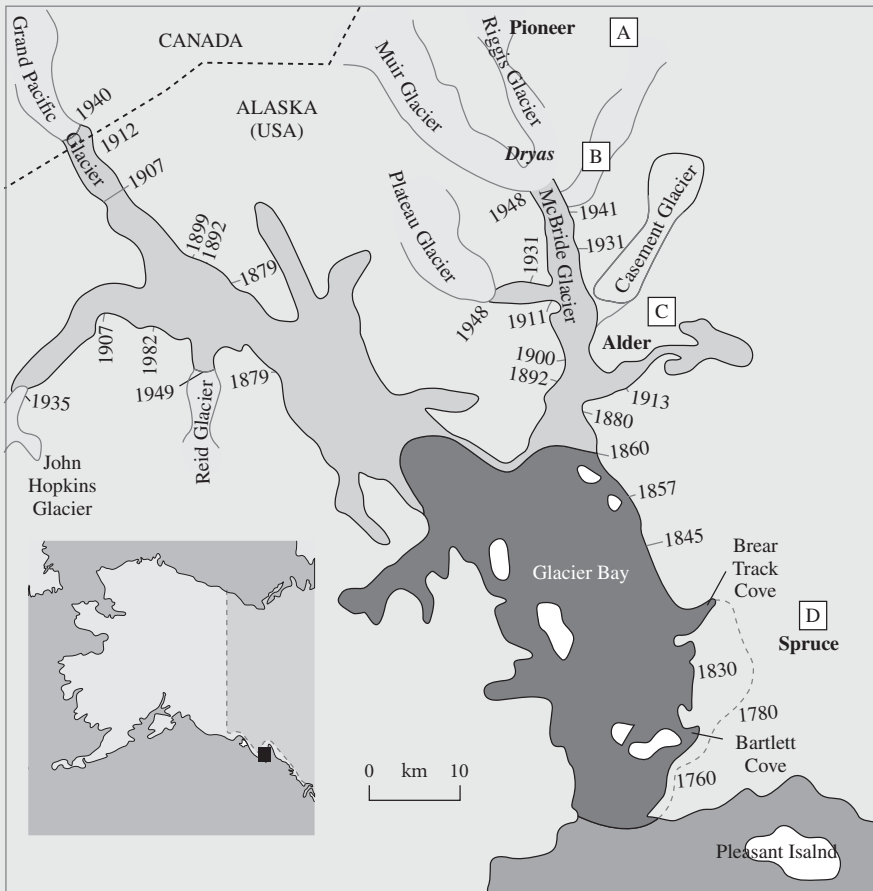 CANADA
ALASKA
(USA)
Grand Pacific
Glacier
1940
1912
1907
1899
1892
1879
Muir Glacier
Pioneer
Riggis Glacier
A
Dryas
B
Plateau Glacier
1948
McBride Glacier
1941
1931
1931
Casement Glacier
1948
1911
C
Alder
1900
1892
1913
1880
1907
1982
1949
1879
1935
Reid Glacier
John
Hopkins
Glacier
1860
1857
1845
Glacier Bay
Brear
Track
Cove
D
Spruce
1830
1780
Bartlett
Cove
1760
0 km 10
Pleasant Isalnd